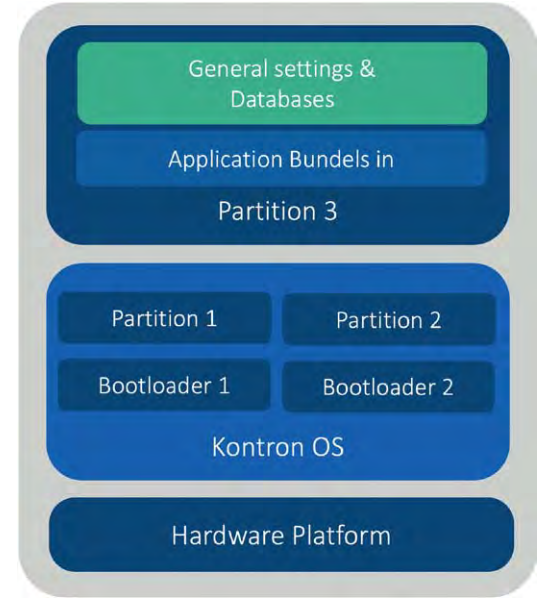 General settings &
Databases
Application Bundels in
Partition 3
Partition 1
Partition 2
Bootloader 1
Bootloader 2
Kontron OS
Hardware Platform